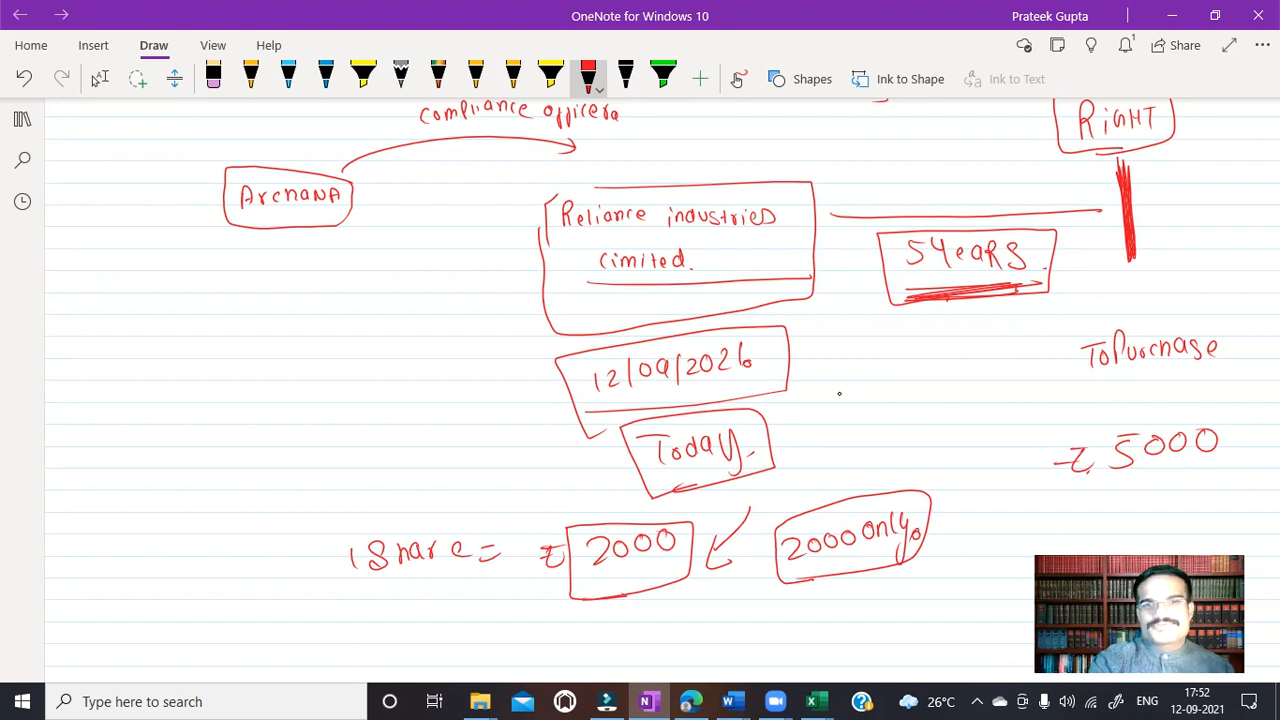 OneNote for Windows 10
Prateek Gupta
Home Insert Draw View Help
Share
Shapes
Ink to Shape
Ink to Text
compliance officera
RiGHT
ArchaNA
Reliance industries
limited.
5 YeaRS.
12/09/2026
To Purchase
Today.
₹ 5000
1 Share = ₹ 2000
2000 only
Type here to search
26°C
ENG
17:52
12-09-2021